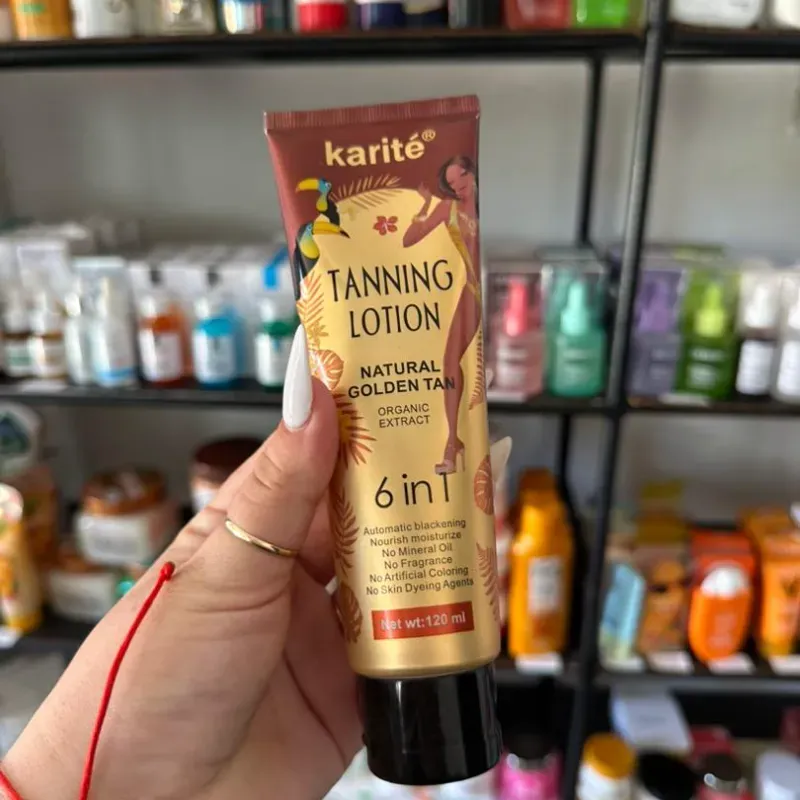 karité®
TANNING
LOTION
NATURAL
GOLDEN TAN
ORGANIC
EXTRACT
6 in 1
Automatic blackening
Nourish moisturize
No Mineral Oil
No Fragrance
No Artificial Coloring
No Skin Dyeing Agents
Net wt:120 ml